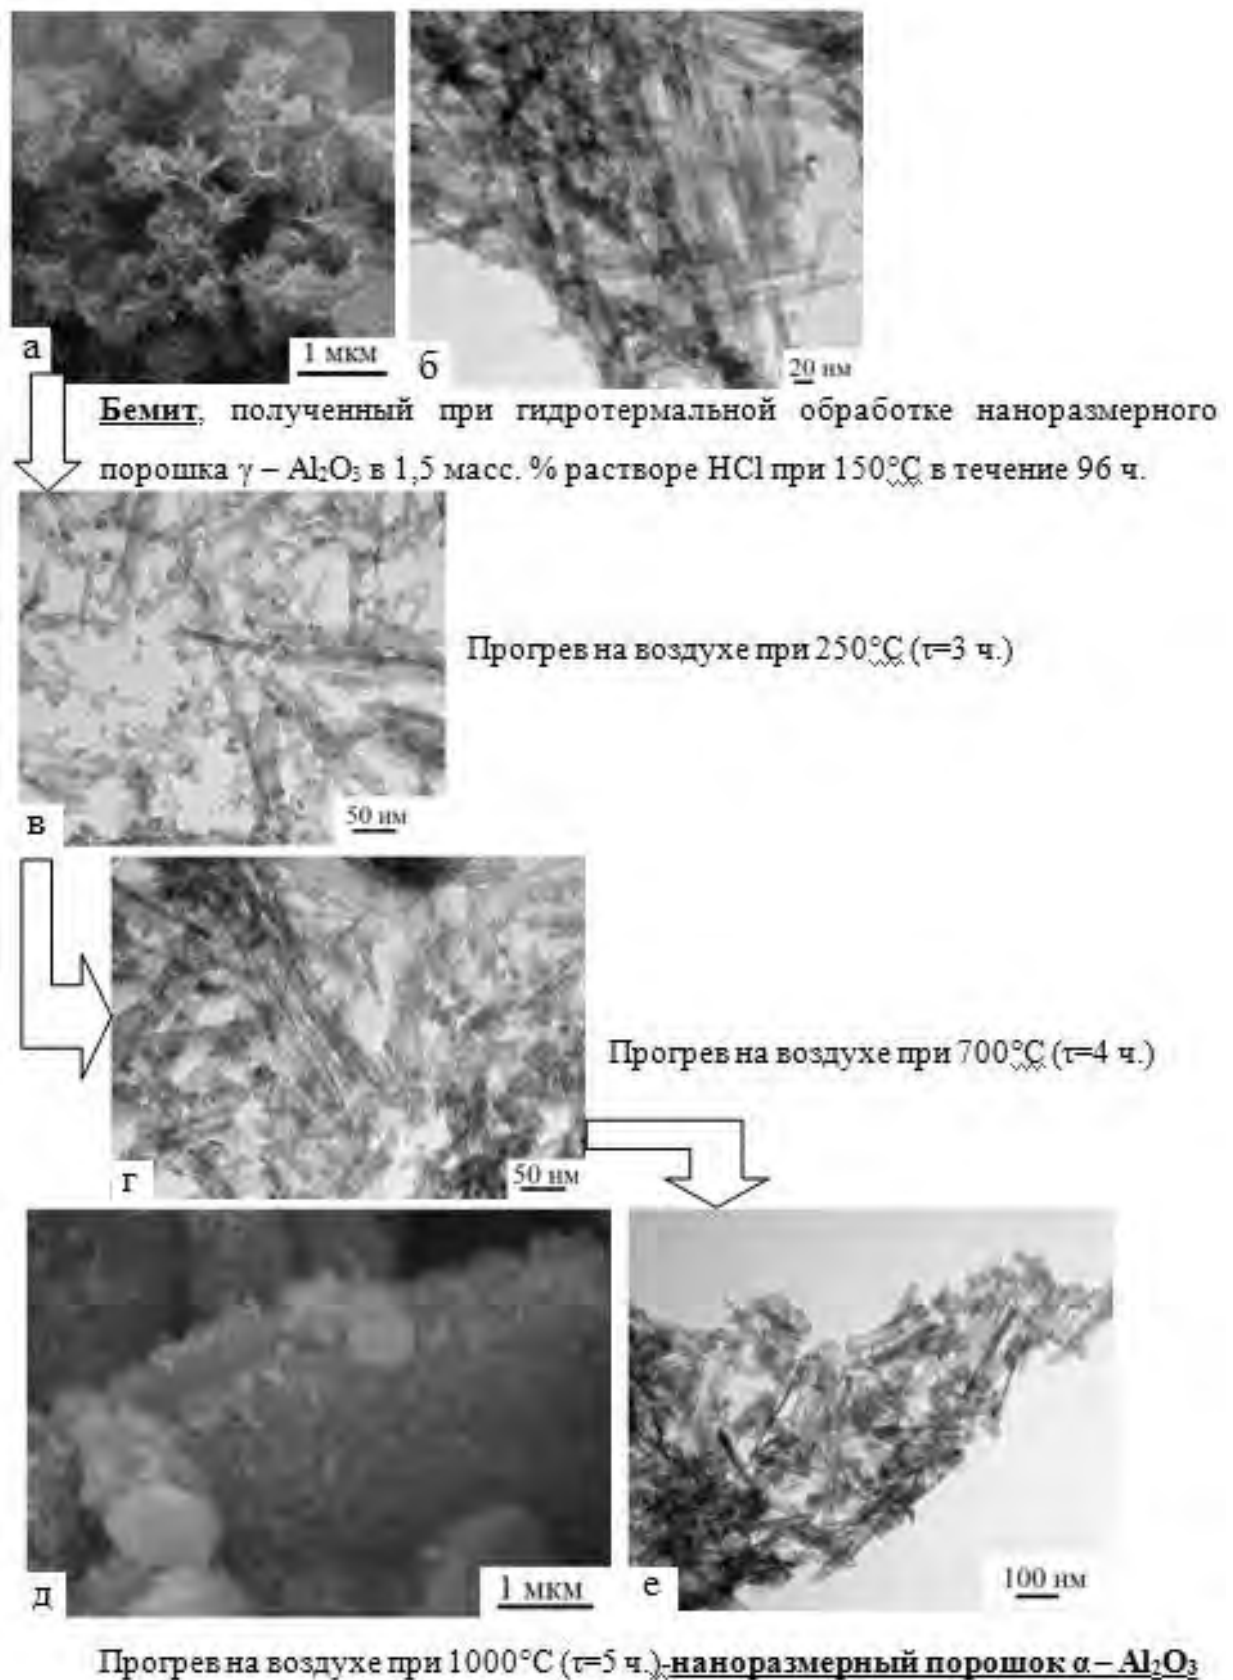 а
1 мкм
б
20 нм
Бемит, полученный при гидротермальной обработке наноразмерного
порошка γ – Al₂O₃ в 1,5 масс. % растворе HCl при 150°C в течение 96 ч.
Прогрев на воздухе при 250°C (τ=3 ч.)
в
50 нм
Прогрев на воздухе при 700°C (τ=4 ч.)
г
50 нм
д
1 мкм
е
100 нм
Прогрев на воздухе при 1000°C (τ=5 ч.)-наноразмерный порошок α – Al₂O₃